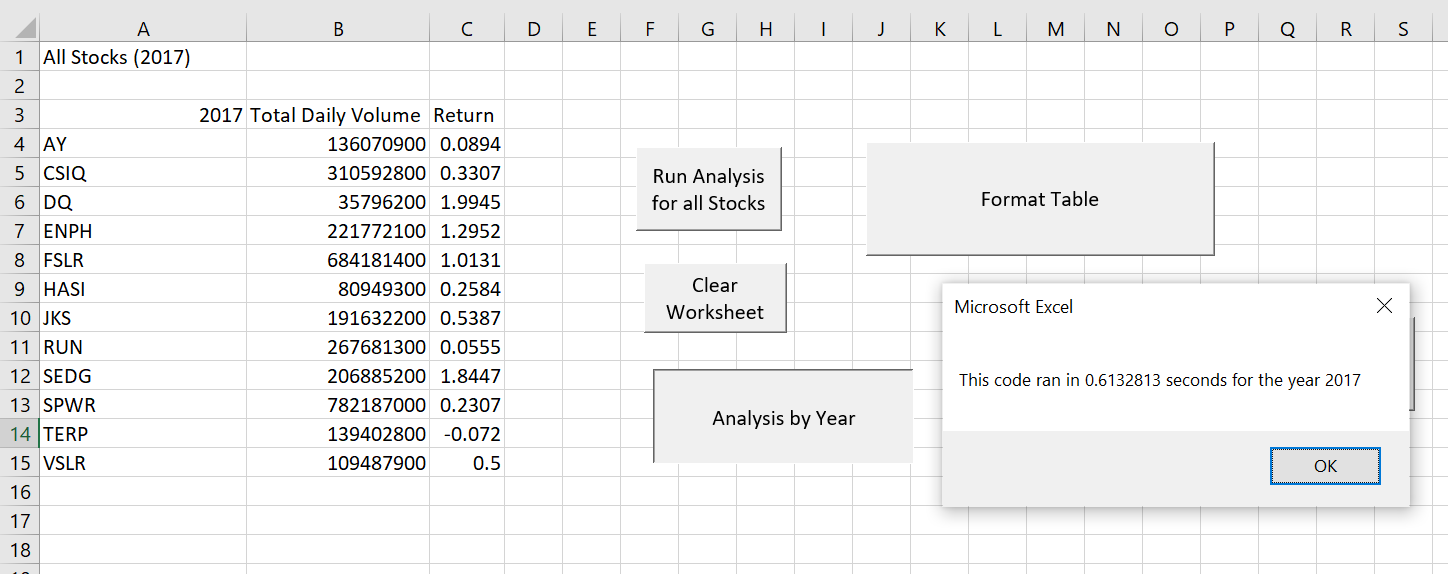 A B C D E F G H I J K L M N O P Q R S
1 All Stocks (2017)
2
3 2017 Total Daily Volume Return
4 AY 136070900 0.0894
5 CSIQ 310592800 0.3307
6 DQ 35796200 1.9945
7 ENPH 221772100 1.2952
8 FSLR 684181400 1.0131
9 HASI 80949300 0.2584
10 JKS 191632200 0.5387
11 RUN 267681300 0.0555
12 SEDG 206885200 1.8447
13 SPWR 782187000 0.2307
14 TERP 139402800 -0.072
15 VSLR 109487900 0.5
16
17
18
Run Analysis
for all Stocks
Format Table
Clear
Worksheet
Analysis by Year
Microsoft Excel
This code ran in 0.6132813 seconds for the year 2017
OK